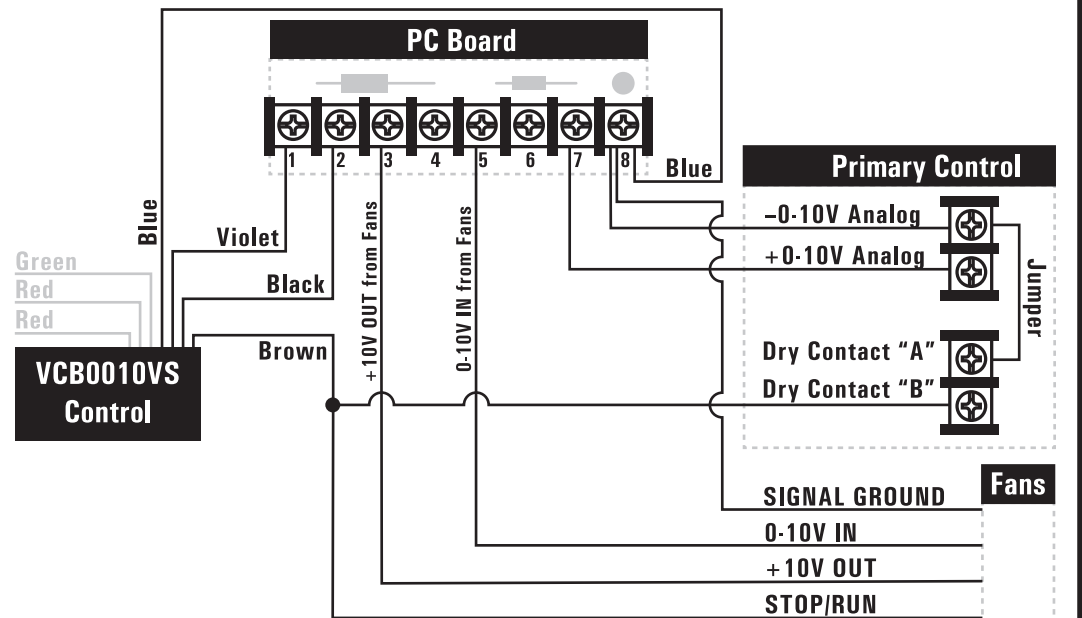 PC Board
1 2 3 4 5 6 7 8
Blue
Blue
Violet
Black
Brown
Green
Red
Red
VCB0010VS
Control
+10V OUT from Fans
0-10V IN from Fans
Primary Control
–0-10V Analog
+0-10V Analog
Jumper
Dry Contact “A”
Dry Contact “B”
Fans
SIGNAL GROUND
0-10V IN
+10V OUT
STOP/RUN